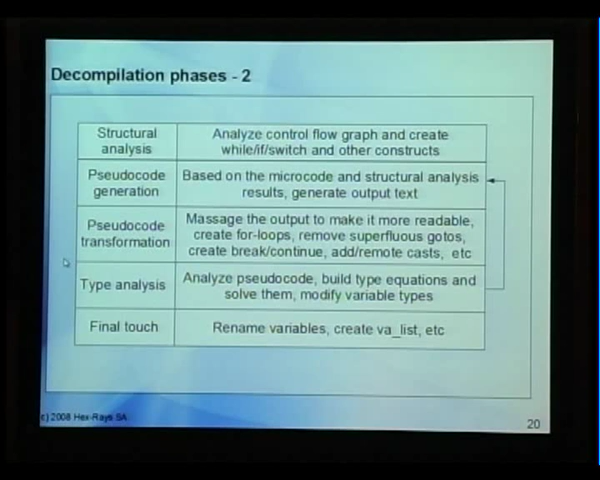 Decompilation phases - 2
Structural analysis
Analyze control flow graph and create
while/if/switch and other constructs
Pseudocode generation
Based on the microcode and structural analysis
results, generate output text
Pseudocode transformation
Massage the output to make it more readable,
create for-loops, remove superfluous gotos,
create break/continue, add/remote casts, etc
Type analysis
Analyze pseudocode, build type equations and
solve them, modify variable types
Final touch
Rename variables, create va_list, etc
c) 2008 Hex-Rays SA
20